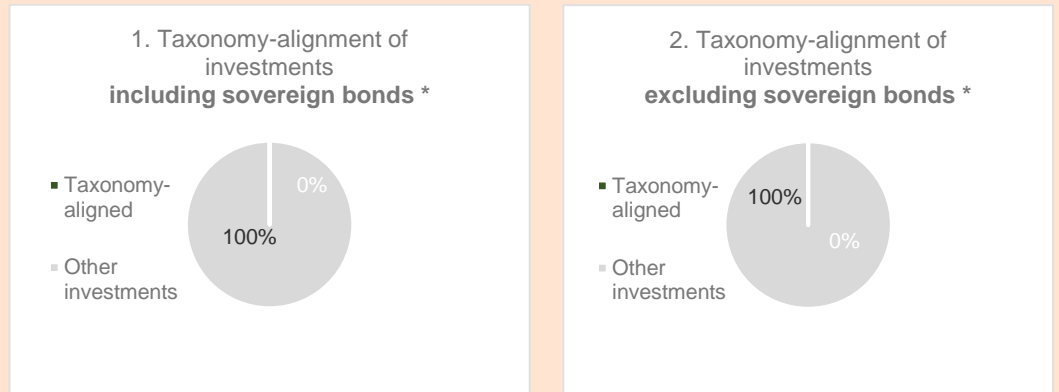 1. Taxonomy-alignment of
investments
including sovereign bonds *
Taxonomy-
aligned
Other
investments
0%
100%
2. Taxonomy-alignment of
investments
excluding sovereign bonds *
Taxonomy-
aligned
Other
investments
100%
0%